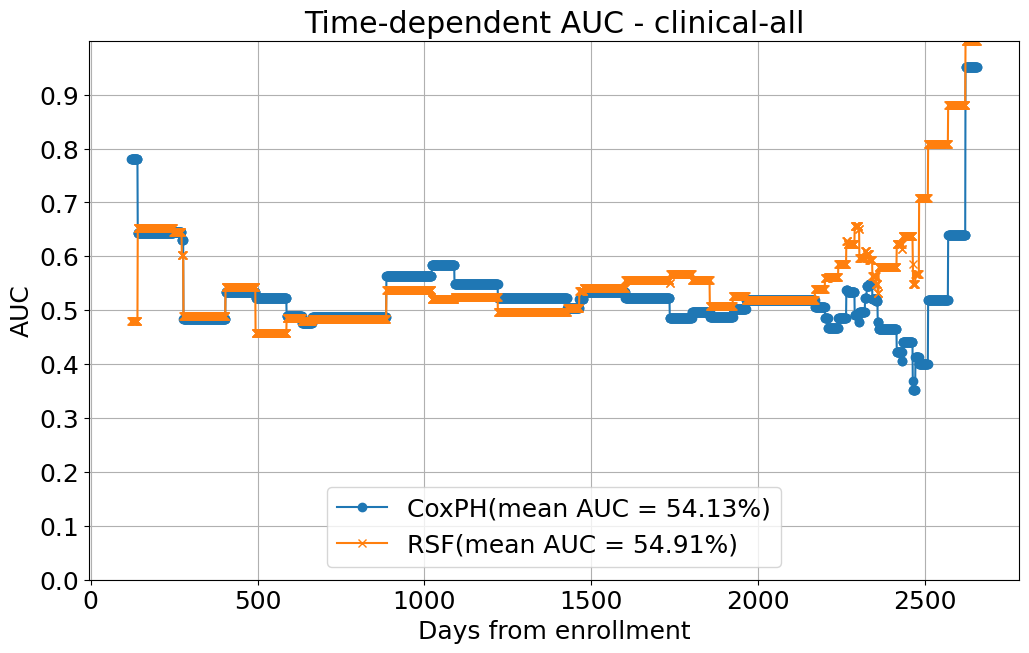 Time-dependent AUC - clinical-all
AUC
0.9
0.8
0.7
0.6
0.5
0.4
0.3
0.2
0.1
0.0
CoxPH(mean AUC = 54.13%)
RSF(mean AUC = 54.91%)
0 500 1000 1500 2000 2500
Days from enrollment